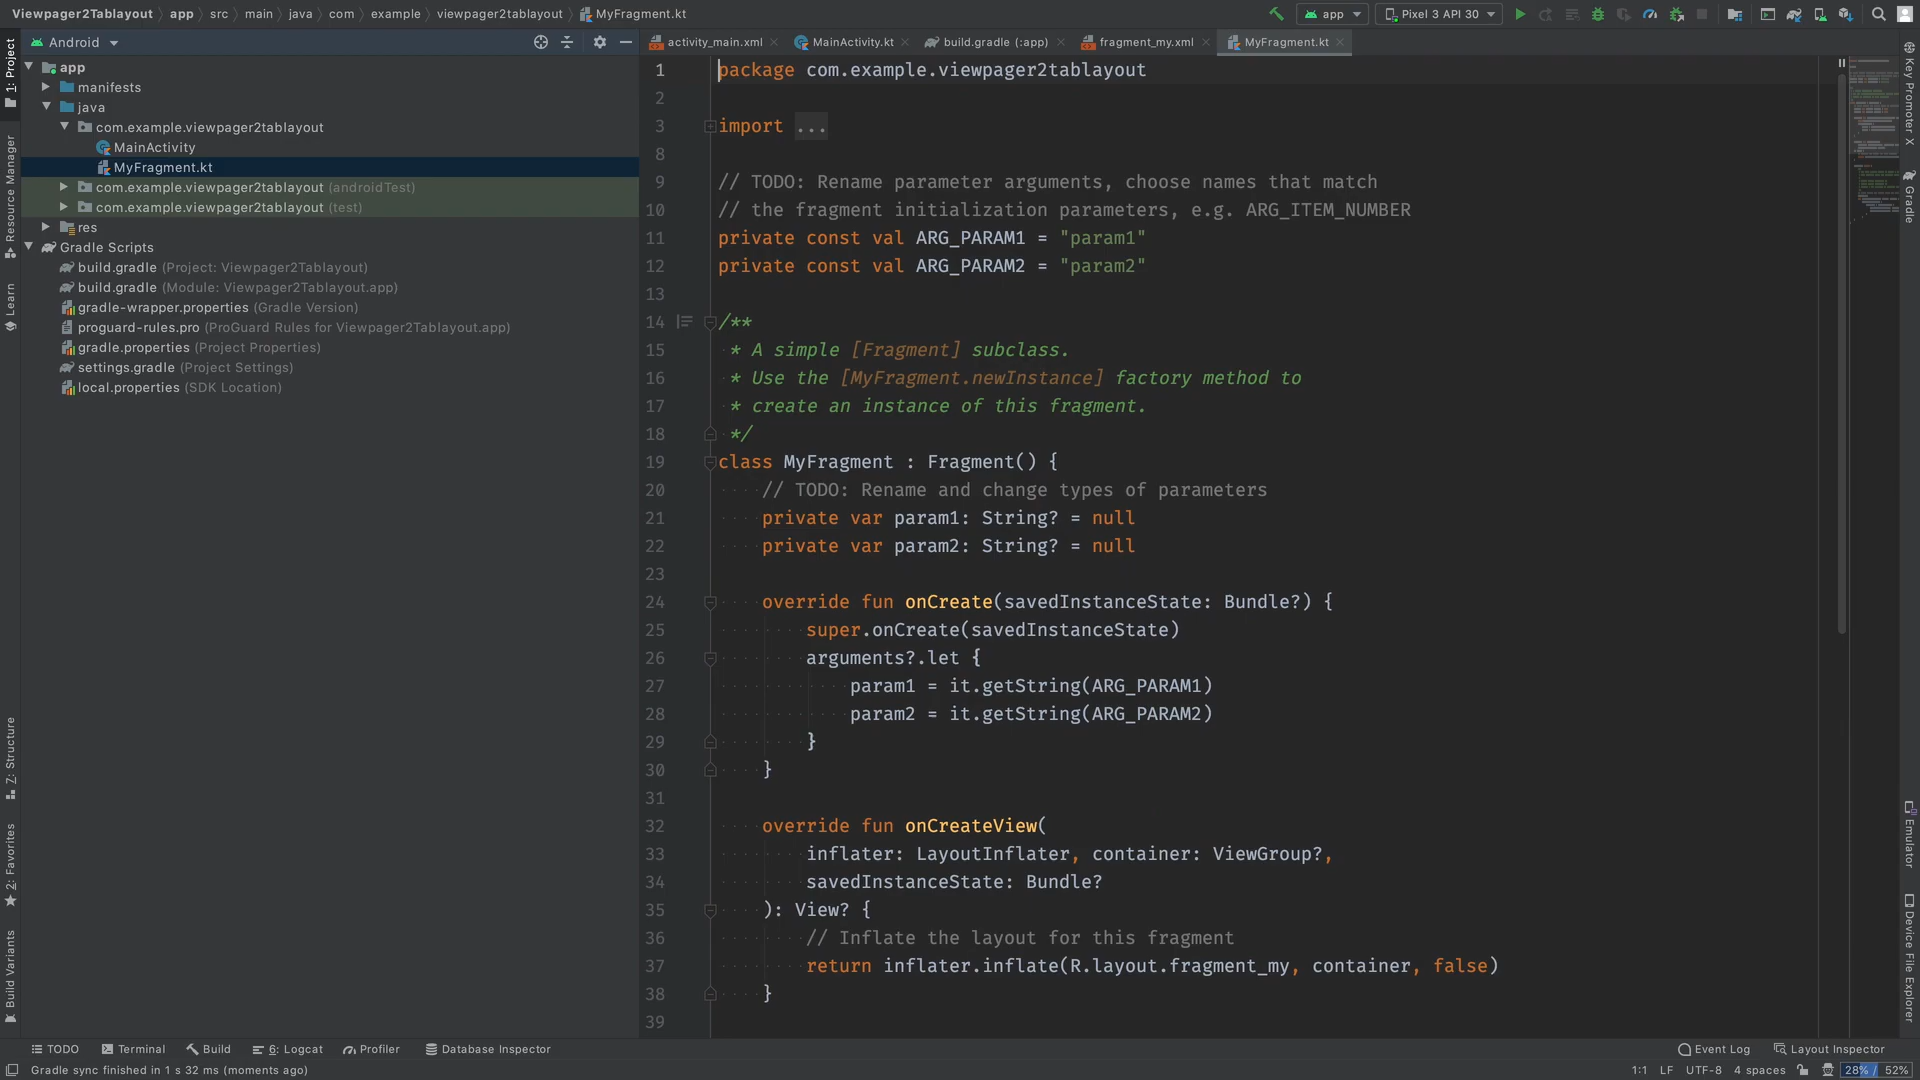 Viewpager2Tablayout app src main java com example viewpager2tablayout MyFragment.kt app Pixel 3 API 30
Android activity_main.xml MainActivity.kt build.gradle (:app) fragment_my.xml MyFragment.kt
1: Project
Resource Manager
Learn
Z: Structure
2: Favorites
Build Variants
app
manifests
java
com.example.viewpager2tablayout
MainActivity
MyFragment.kt
com.example.viewpager2tablayout (androidTest)
com.example.viewpager2tablayout (test)
res
Gradle Scripts
build.gradle (Project: Viewpager2Tablayout)
build.gradle (Module: Viewpager2Tablayout.app)
gradle-wrapper.properties (Gradle Version)
proguard-rules.pro (ProGuard Rules for Viewpager2Tablayout.app)
gradle.properties (Project Properties)
settings.gradle (Project Settings)
local.properties (SDK Location)
1 package com.example.viewpager2tablayout
2
3 import ...
8
9 // TODO: Rename parameter arguments, choose names that match
10 // the fragment initialization parameters, e.g. ARG_ITEM_NUMBER
11 private const val ARG_PARAM1 = "param1"
12 private const val ARG_PARAM2 = "param2"
13
14 /**
15 * A simple [Fragment] subclass.
16 * Use the [MyFragment.newInstance] factory method to
17 * create an instance of this fragment.
18 */
19 class MyFragment : Fragment() {
20 // TODO: Rename and change types of parameters
21 private var param1: String? = null
22 private var param2: String? = null
23
24 override fun onCreate(savedInstanceState: Bundle?) {
25 super.onCreate(savedInstanceState)
26 arguments?.let {
27 param1 = it.getString(ARG_PARAM1)
28 param2 = it.getString(ARG_PARAM2)
29 }
30 }
31
32 override fun onCreateView(
33 inflater: LayoutInflater, container: ViewGroup?,
34 savedInstanceState: Bundle?
35 ): View? {
36 // Inflate the layout for this fragment
37 return inflater.inflate(R.layout.fragment_my, container, false)
38 }
39
Key Promoter X
Gradle
Emulator
Device File Explorer
TODO Terminal Build 6: Logcat Profiler Database Inspector Event Log Layout Inspector
Gradle sync finished in 1 s 32 ms (moments ago) 1:1 LF UTF-8 4 spaces 28% / 52%